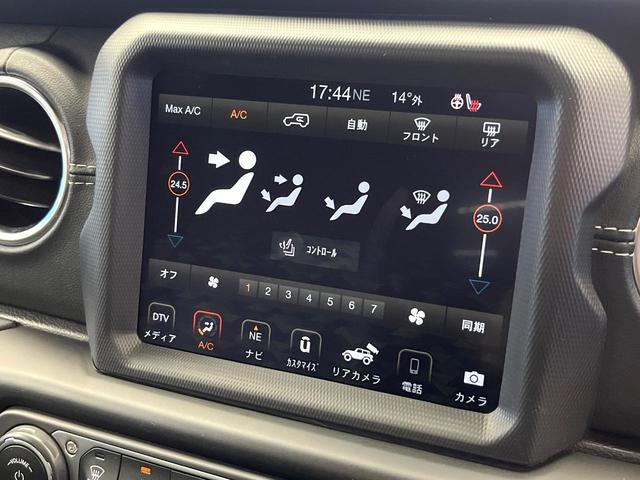 17:44 NE 14°外
Max A/C A/C 自動 フロント リア
24.5
25.0
コントロール
オフ 1 2 3 4 5 6 7 同期
DTV NE
メディア A/C ナビ カスタマイズ リアカメラ 電話 カメラ
VOLUME